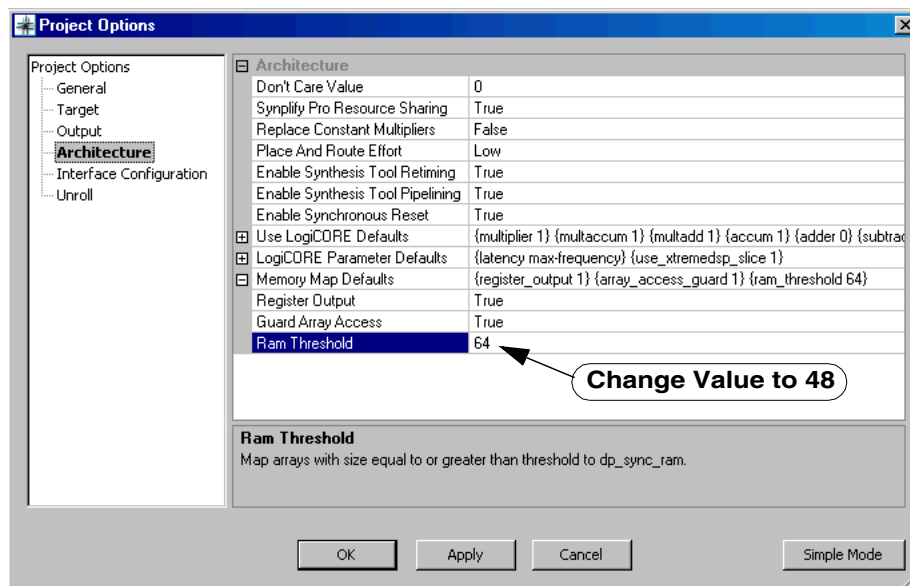 Project Options
Project Options
General
Target
Output
Architecture
Interface Configuration
Unroll
Architecture
Don't Care Value 0
Synplify Pro Resource Sharing True
Replace Constant Multipliers False
Place And Route Effort Low
Enable Synthesis Tool Retiming True
Enable Synthesis Tool Pipelining True
Enable Synchronous Reset True
Use LogiCORE Defaults {multiplier 1} {multaccum 1} {multadd 1} {accum 1} {adder 0} {subtrac
LogiCORE Parameter Defaults {latency max-frequency} {use_xtremedsp_slice 1}
Memory Map Defaults {register_output 1} {array_access_guard 1} {ram_threshold 64}
Register Output True
Guard Array Access True
Ram Threshold 64
Change Value to 48
Ram Threshold
Map arrays with size equal to or greater than threshold to dp_sync_ram.
OK Apply Cancel Simple Mode